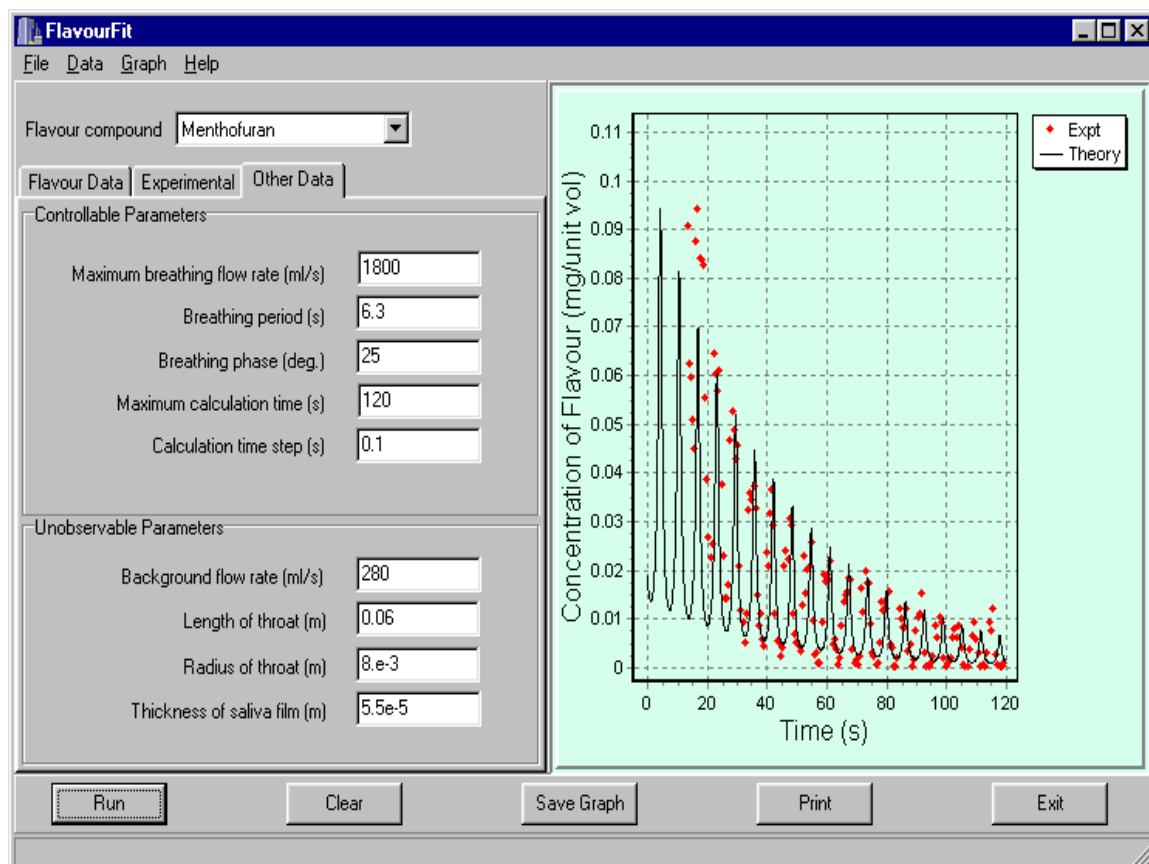 FlavourFit
File Data Graph Help
Flavour compound Menthofuran
Flavour Data Experimental Other Data
Controllable Parameters
Maximum breathing flow rate (ml/s) 1800
Breathing period (s) 6.3
Breathing phase (deg.) 25
Maximum calculation time (s) 120
Calculation time step (s) 0.1
Unobservable Parameters
Background flow rate (ml/s) 280
Length of throat (m) 0.06
Radius of throat (m) 8.e-3
Thickness of saliva film (m) 5.5e-5
Concentration of Flavour (mg/unit vol)
0.11
0.1
0.09
0.08
0.07
0.06
0.05
0.04
0.03
0.02
0.01
0
0 20 40 60 80 100 120
Time (s)
Expt
Theory
Run Clear Save Graph Print Exit